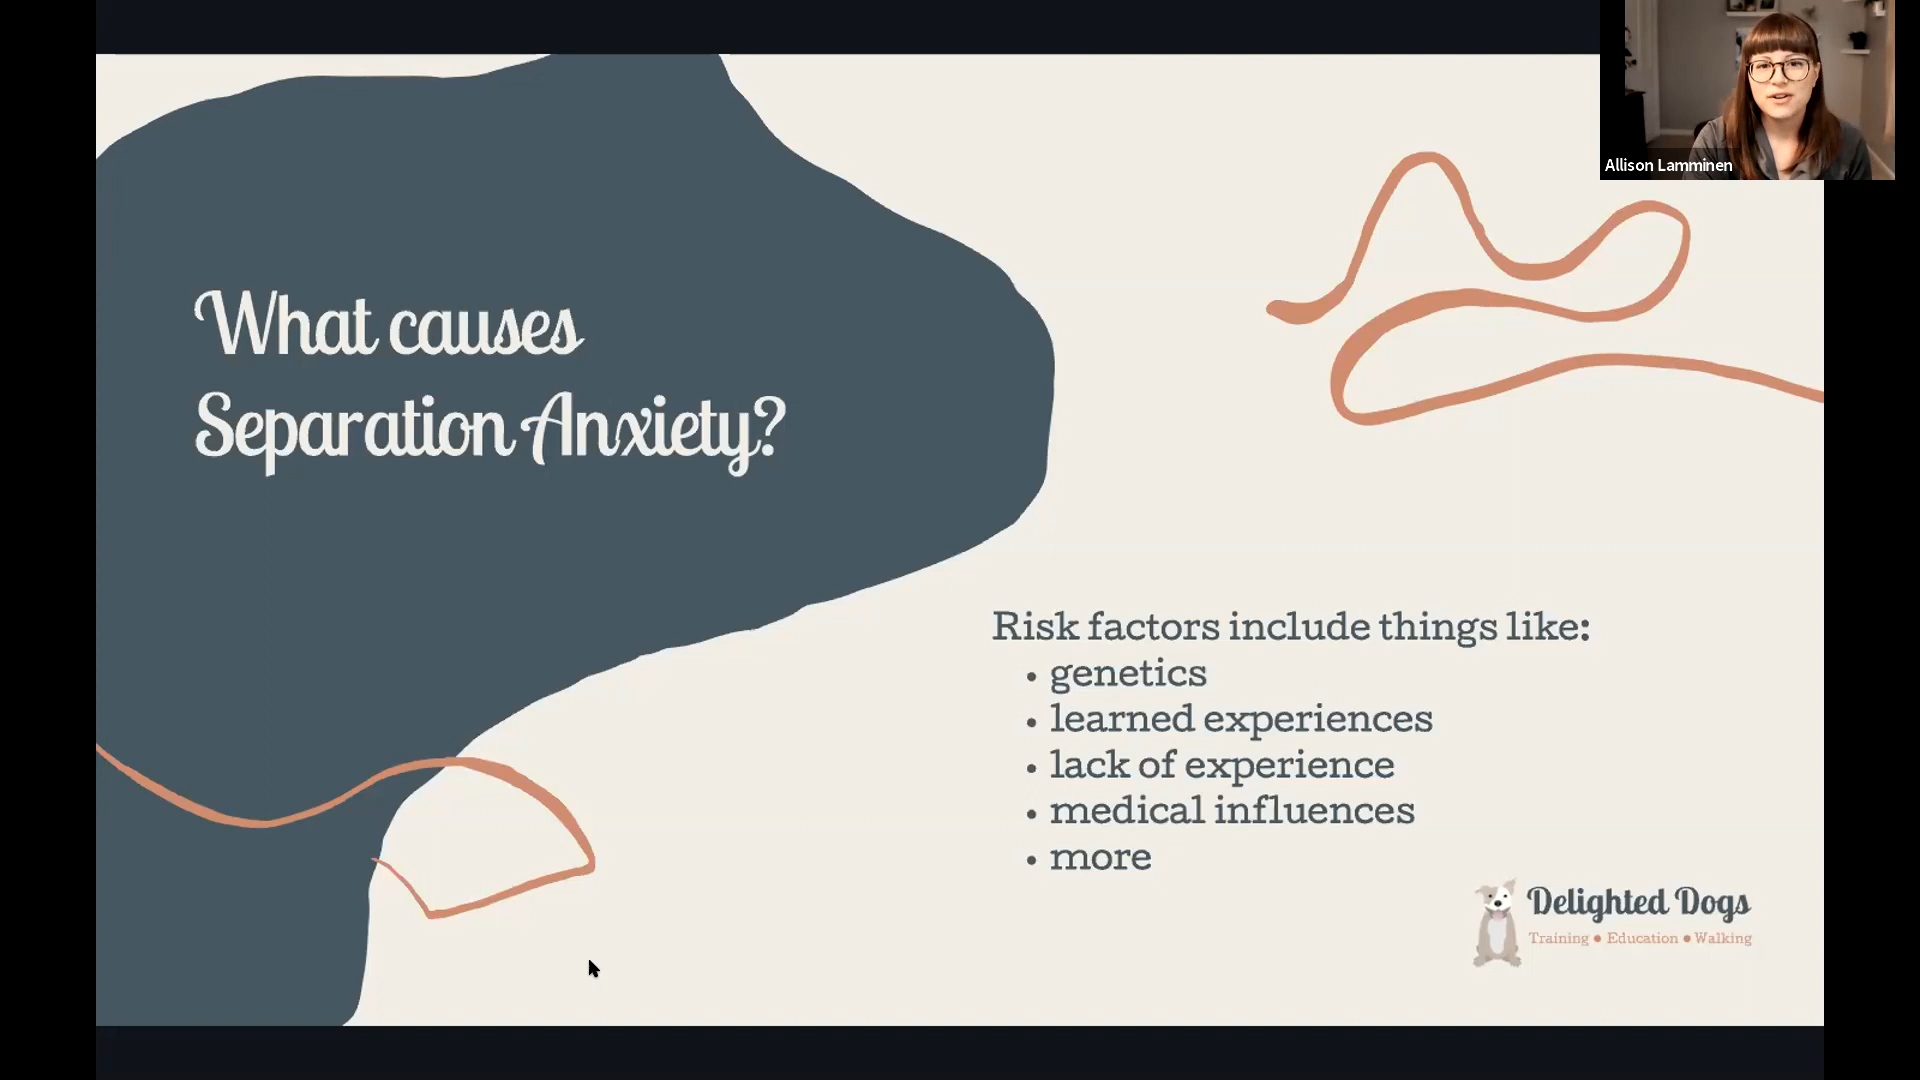 Allison Lamminen
What causes
Separation Anxiety?
Risk factors include things like:
• genetics
• learned experiences
• lack of experience
• medical influences
• more
Delighted Dogs
Training • Education • Walking